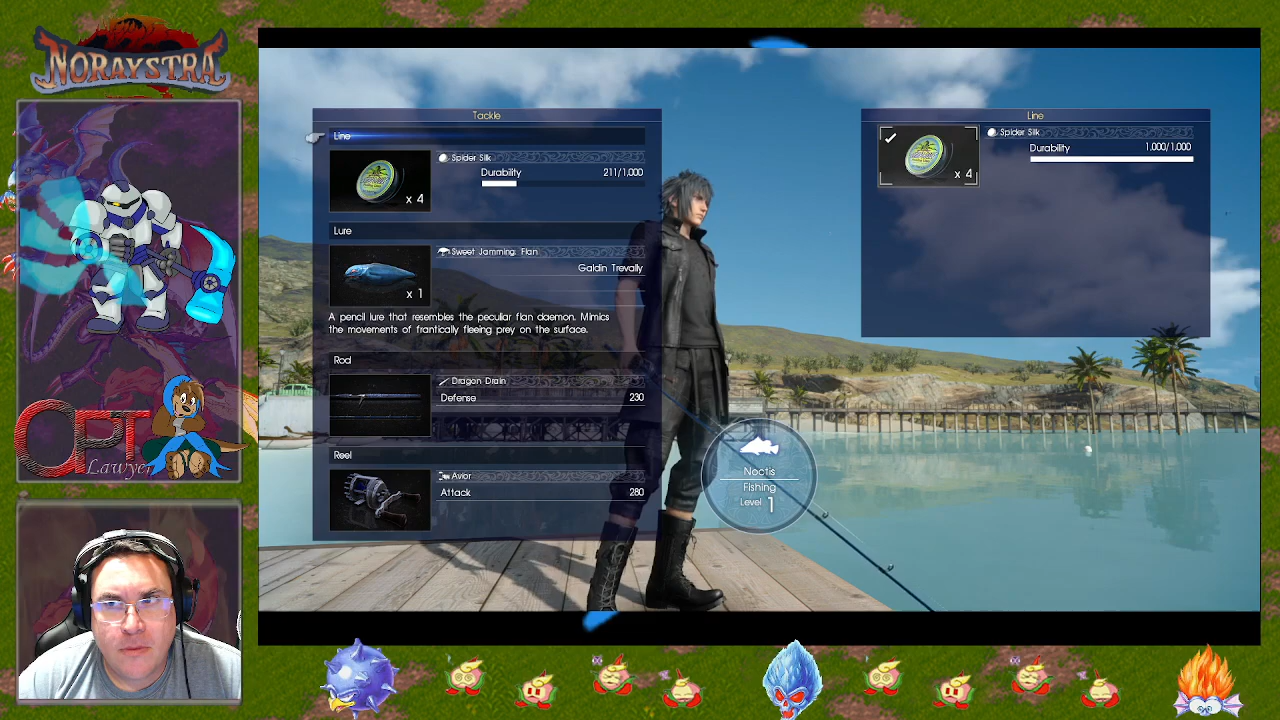 NORAYSTRA
OPT
Lawyer
Tackle
Line
x 4
Spider Silk
Durability 211/1,000
Lure
x 1
Sweet Jamming: Flan
Galdin Trevally
A pencil lure that resembles the peculiar flan daemon. Mimics
the movements of frantically fleeing prey on the surface.
Rod
Dragon Drain
Defense 230
Reel
Avior
Attack 280
Line
x 4
Spider Silk
Durability 1,000/1,000
Noctis
Fishing
Level 1